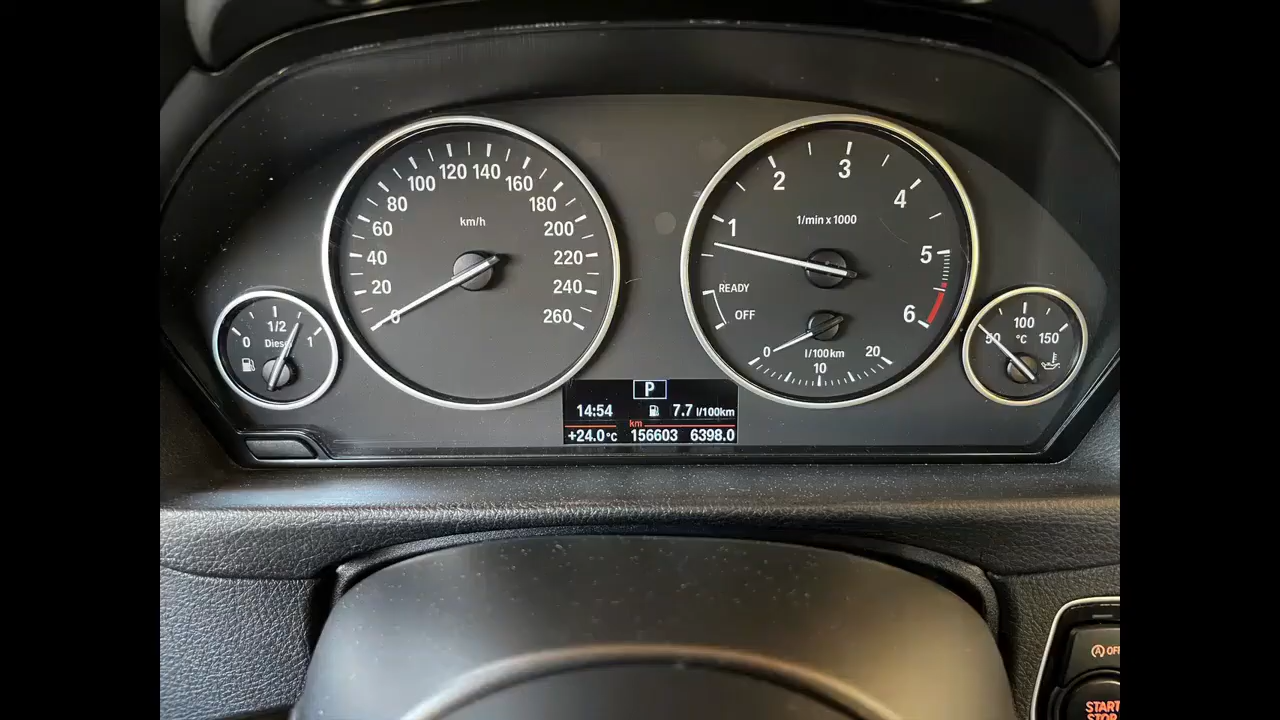 km/h
0
20
40
60
80
100
120
140
160
180
200
220
240
260
1/min x 1000
1
2
3
4
5
6
READY
OFF
0
10
20
l/100km
0
1/2
1
Diesel
50
100
150
°C
P
14:54 7.7 l/100km
km
+24.0°C 156603 6398.0
OFF
START
STOP